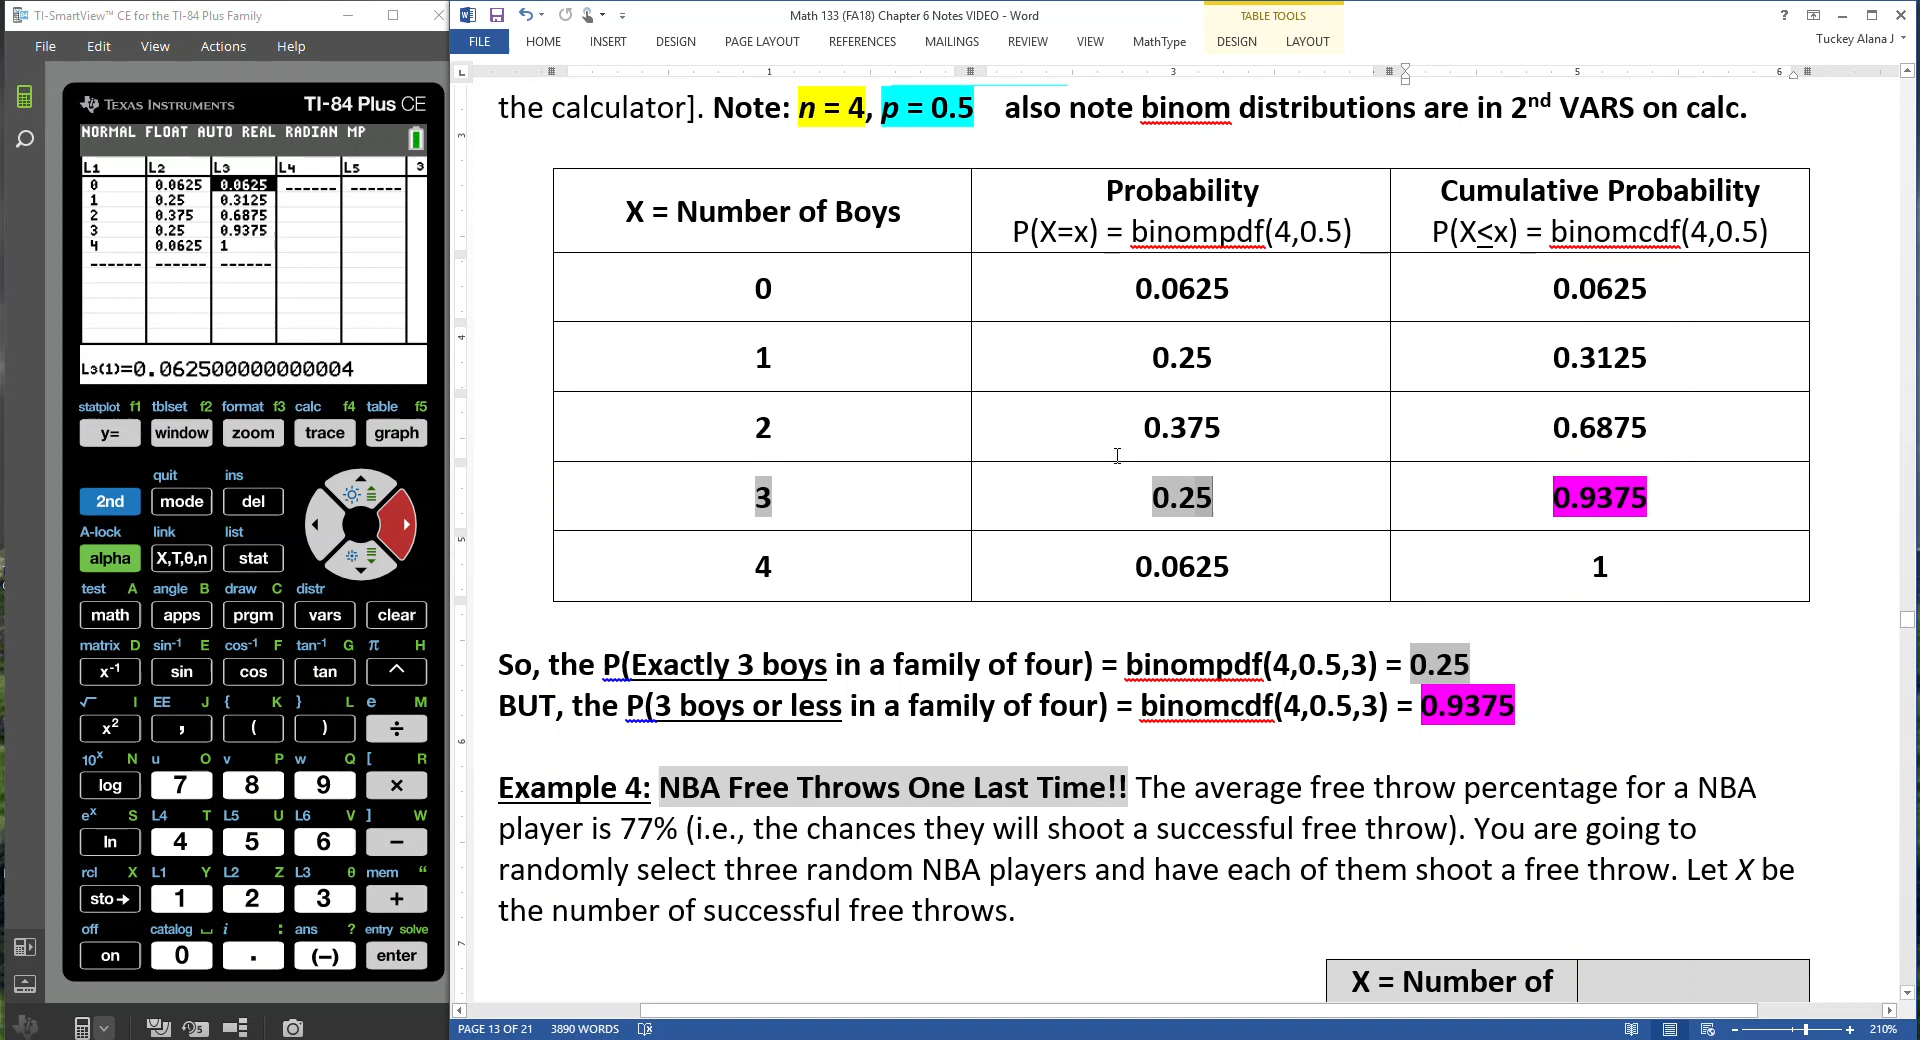 TI-SmartView™ CE for the TI-84 Plus Family
File Edit View Actions Help
TEXAS INSTRUMENTS TI-84 Plus CE
NORMAL FLOAT AUTO REAL RADIAN MP
L1 L2 L3 L4 L5 3
0 0.0625 0.0625 ------ ------
1 0.25 0.3125
2 0.375 0.6875
3 0.25 0.9375
4 0.0625 1
------ ------ ------
L3(1)=0.062500000000004
statplot f1 tblset f2 format f3 calc f4 table f5
y= window zoom trace graph
quit ins
2nd mode del
A-lock link list
alpha X,T,θ,n stat
test A angle B draw C distr
math apps prgm vars clear
matrix D sin-1 E cos-1 F tan-1 G π H
x-1 sin cos tan ^
√ I EE J { K } L e M
x2 , ( ) ÷
10x N u O v P w Q [ R
log 7 8 9 ×
ex S L4 T L5 U L6 V ] W
ln 4 5 6 −
rcl X L1 Y L2 Z L3 θ mem “
sto→ 1 2 3 +
off catalog ⎵ i : ans ? entry solve
on 0 . (−) enter
Math 133 (FA18) Chapter 6 Notes VIDEO - Word
TABLE TOOLS
FILE HOME INSERT DESIGN PAGE LAYOUT REFERENCES MAILINGS REVIEW VIEW MathType DESIGN LAYOUT
Tuckey Alana J
1 3 5 6
the calculator]. Note: n = 4, p = 0.5 also note binom distributions are in 2nd VARS on calc.
X = Number of Boys
Probability
P(X=x) = binompdf(4,0.5)
Cumulative Probability
P(X≤x) = binomcdf(4,0.5)
0 0.0625 0.0625
1 0.25 0.3125
2 0.375 0.6875
3 0.25 0.9375
4 0.0625 1
So, the P(Exactly 3 boys in a family of four) = binompdf(4,0.5,3) = 0.25
BUT, the P(3 boys or less in a family of four) = binomcdf(4,0.5,3) = 0.9375
Example 4: NBA Free Throws One Last Time!! The average free throw percentage for a NBA
player is 77% (i.e., the chances they will shoot a successful free throw). You are going to
randomly select three random NBA players and have each of them shoot a free throw. Let X be
the number of successful free throws.
X = Number of
3
4
5
6
7
PAGE 13 OF 21 3890 WORDS 210%